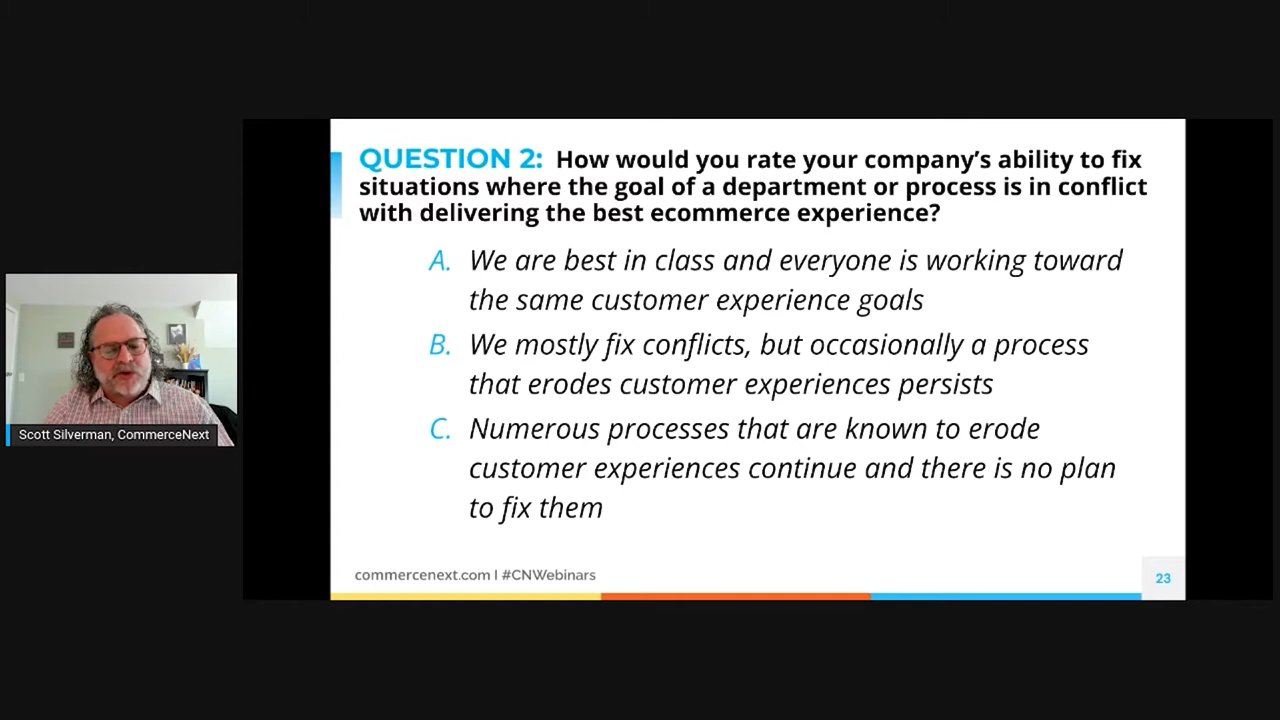 QUESTION 2: How would you rate your company’s ability to fix
situations where the goal of a department or process is in conflict
with delivering the best ecommerce experience?
A. We are best in class and everyone is working toward
the same customer experience goals
B. We mostly fix conflicts, but occasionally a process
that erodes customer experiences persists
C. Numerous processes that are known to erode
customer experiences continue and there is no plan
to fix them
commercenext.com I #CNWebinars
23
Scott Silverman, CommerceNext